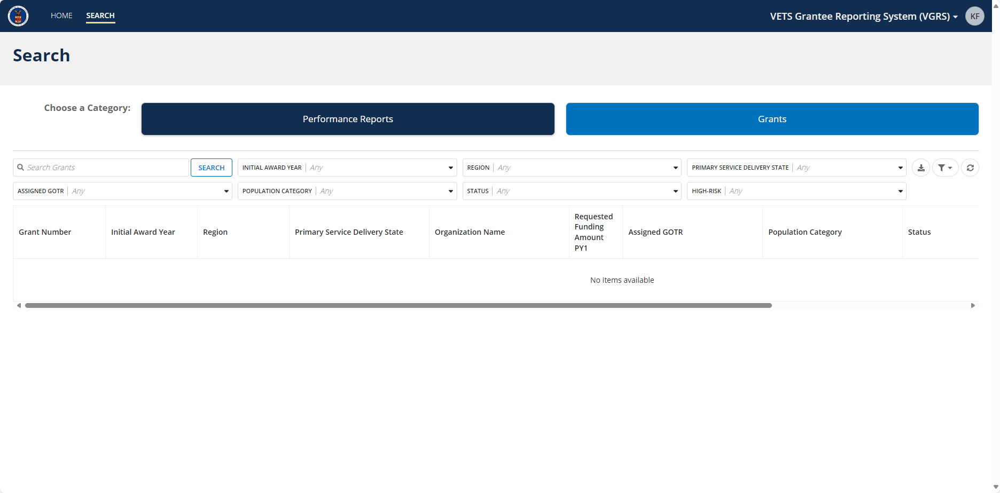 HOME
SEARCH
VETS Grantee Reporting System (VGRS)
KF
Search
Choose a Category:
Performance Reports
Grants
Search Grants
SEARCH
INITIAL AWARD YEAR | Any
REGION | Any
PRIMARY SERVICE DELIVERY STATE | Any
ASSIGNED GOTR | Any
POPULATION CATEGORY | Any
STATUS | Any
HIGH-RISK | Any
Grant Number
Initial Award Year
Region
Primary Service Delivery State
Organization Name
Requested
Funding
Amount
PY1
Assigned GOTR
Population Category
Status
No items available